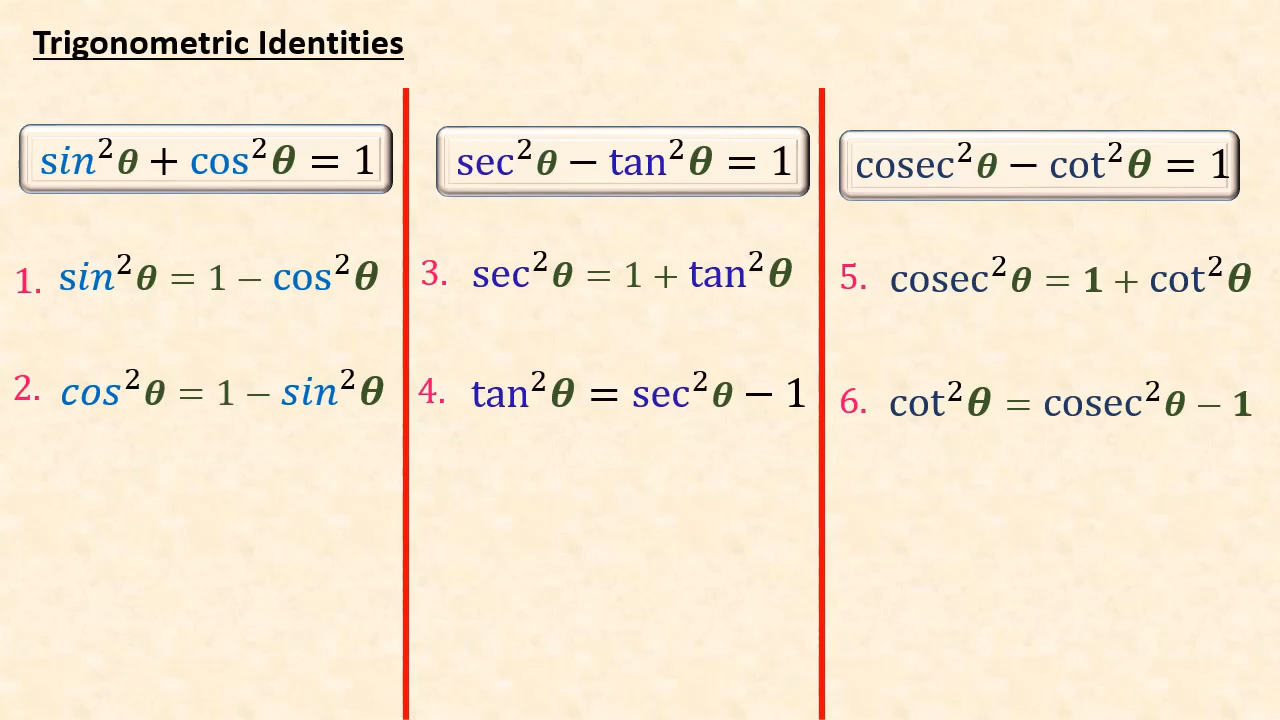 Trigonometric Identities
sin²θ + cos²θ = 1
1. sin²θ = 1 − cos²θ
2. cos²θ = 1 − sin²θ
sec²θ − tan²θ = 1
3. sec²θ = 1 + tan²θ
4. tan²θ = sec²θ − 1
cosec²θ − cot²θ = 1
5. cosec²θ = 1 + cot²θ
6. cot²θ = cosec²θ − 1